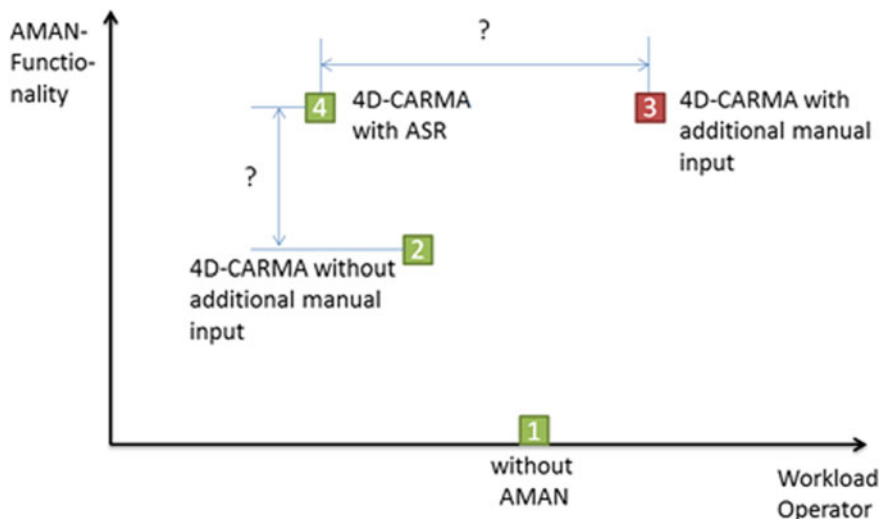 AMAN-
Functio-
nality
?
4
4D-CARMA
with ASR
3
4D-CARMA with
additional manual
input
?
2
4D-CARMA without
additional manual
input
1
without
AMAN
Workload
Operator